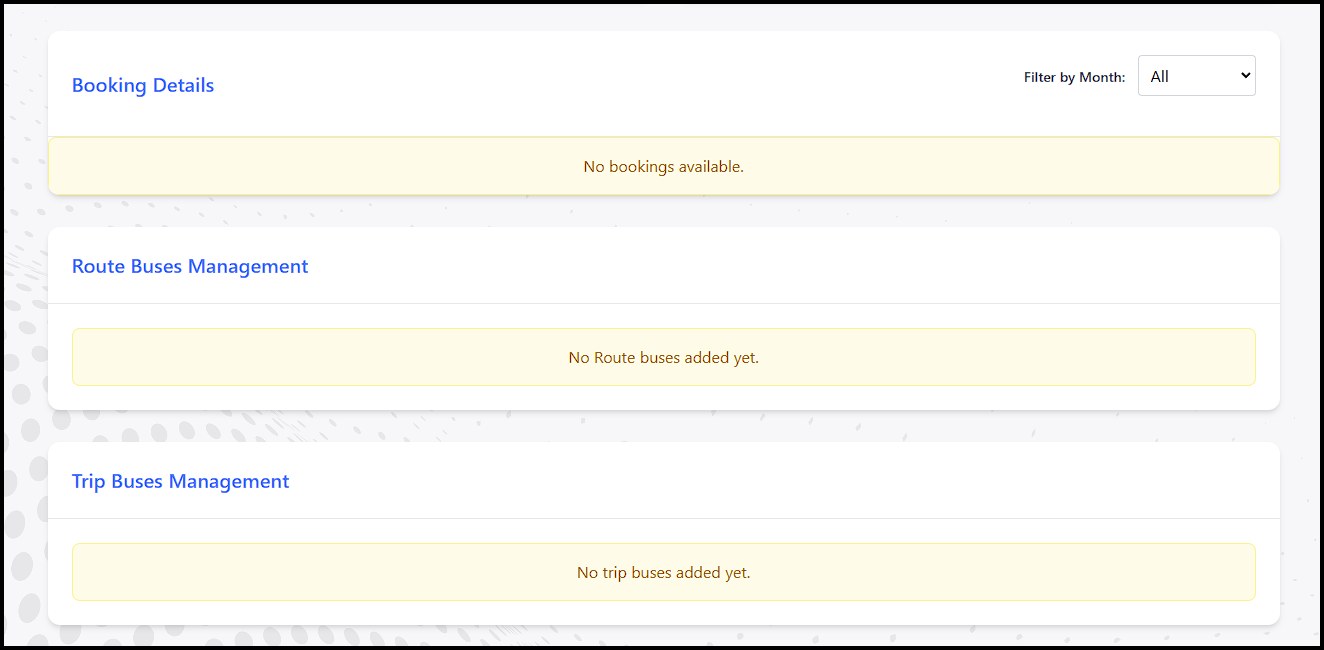 Booking Details
Filter by Month: All
No bookings available.
Route Buses Management
No Route buses added yet.
Trip Buses Management
No trip buses added yet.